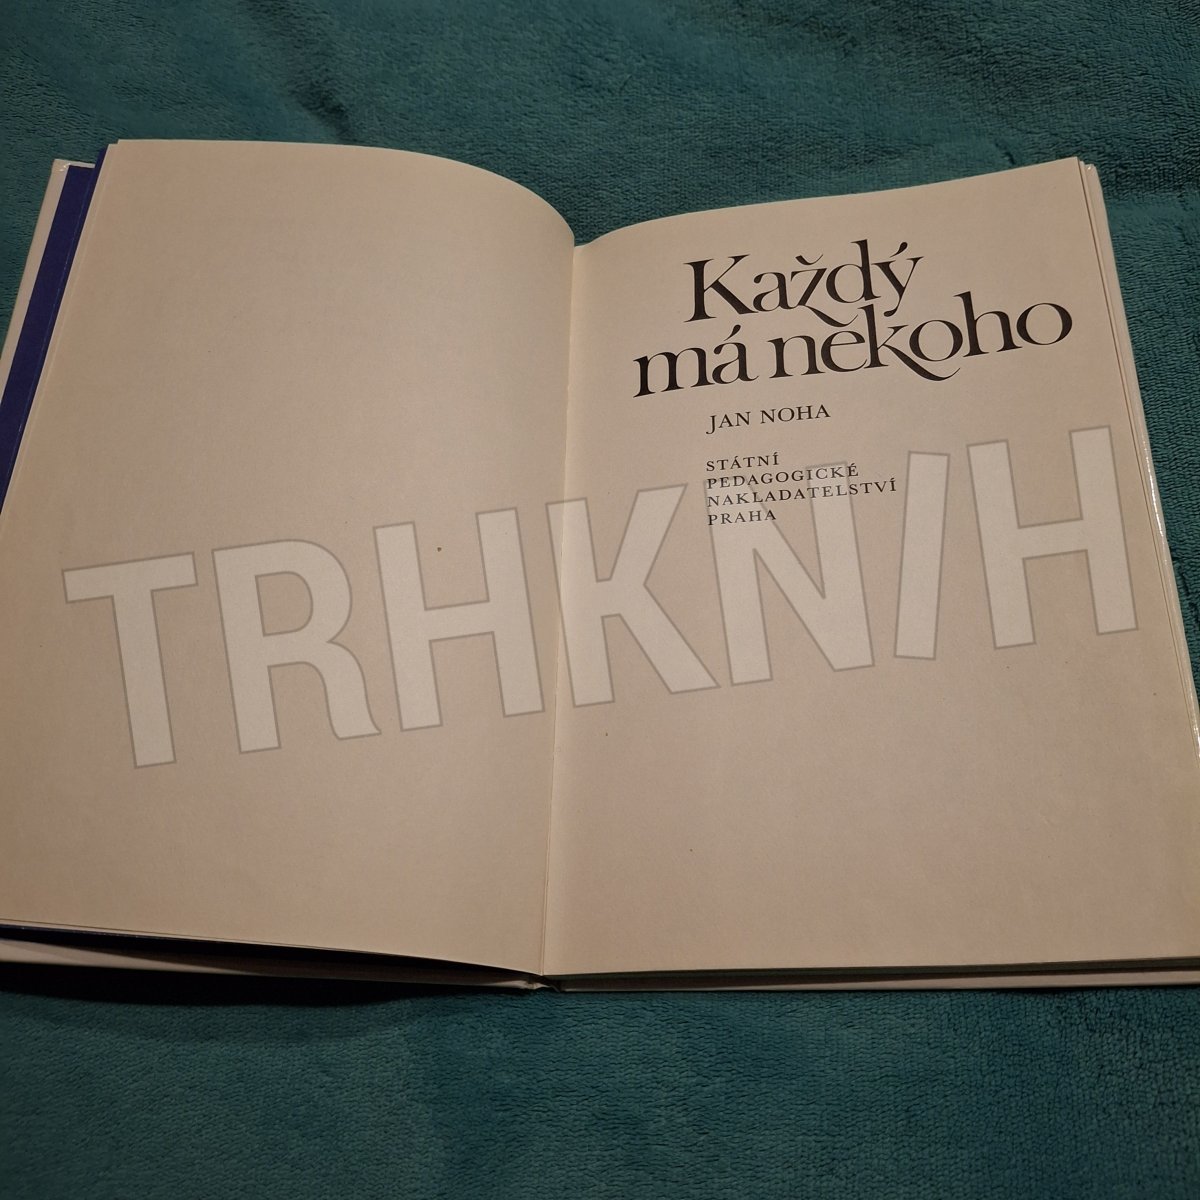 Každý
má někoho
JAN NOHA
STÁTNÍ
PEDAGOGICKÉ
NAKLADATELSTVÍ
PRAHA
TRHKNIH